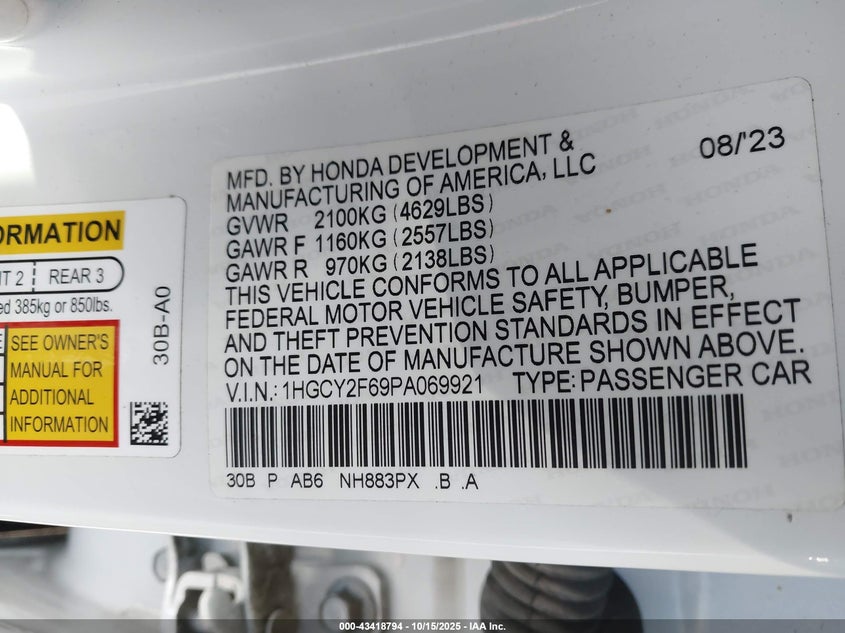 ORMATION
T 2 REAR 3
ed 385kg or 850lbs.
SEE OWNER'S
MANUAL FOR
ADDITIONAL
INFORMATION
30B-A0
MFD. BY HONDA DEVELOPMENT &
MANUFACTURING OF AMERICA, LLC
08/'23
GVWR 2100KG (4629LBS)
GAWR F 1160KG (2557LBS)
GAWR R 970KG (2138LBS)
THIS VEHICLE CONFORMS TO ALL APPLICABLE
FEDERAL MOTOR VEHICLE SAFETY, BUMPER,
AND THEFT PREVENTION STANDARDS IN EFFECT
ON THE DATE OF MANUFACTURE SHOWN ABOVE.
V.I.N.: 1HGCY2F69PA069921 TYPE: PASSENGER CAR
30B P AB6 NH883PX .B .A
000-43418794 - 10/15/2025 - IAA Inc.